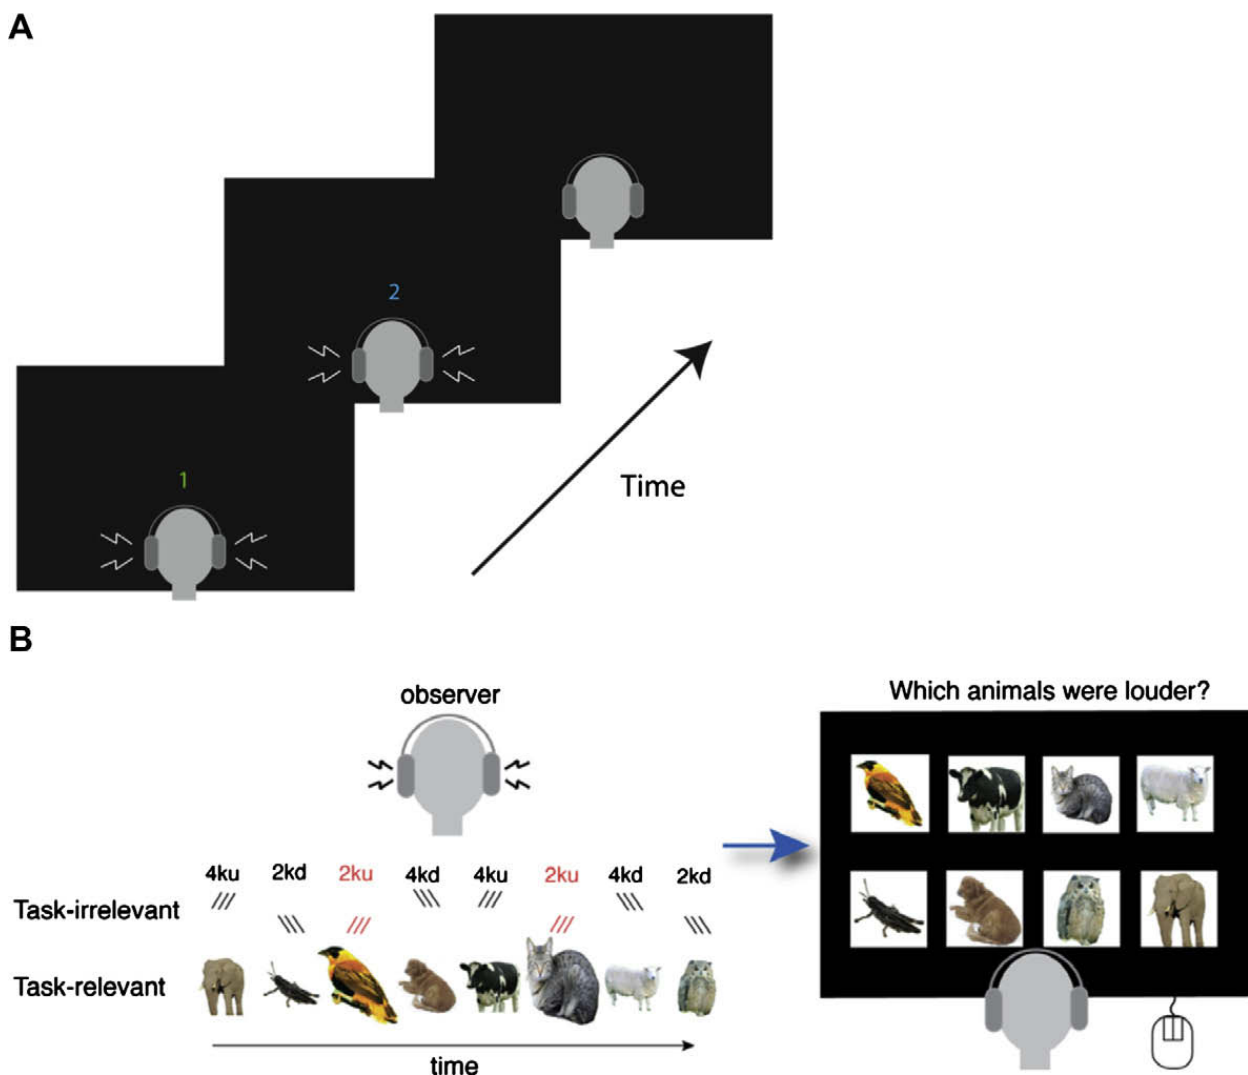 A
2
1
Time
B
observer
Which animals were louder?
4ku 2kd 2ku 4kd 4ku 2ku 4kd 2kd
Task-irrelevant
Task-relevant
time